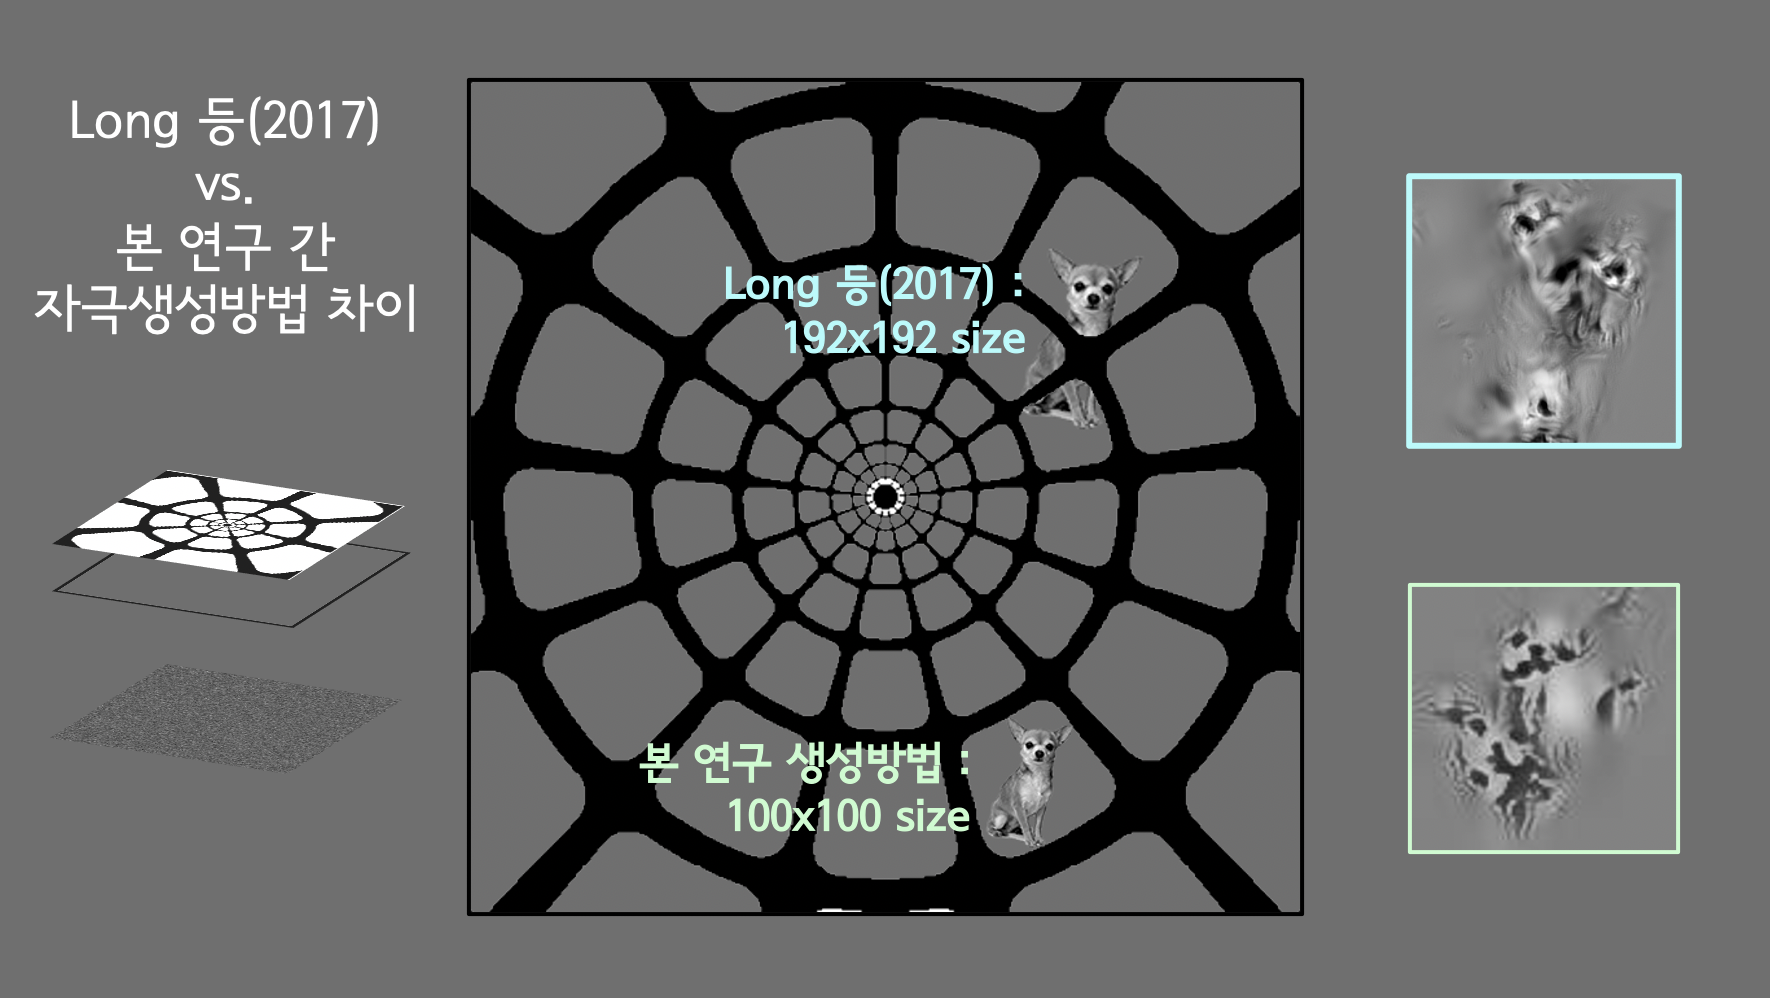 Long 등(2017)
vs.
본 연구 간
자극생성방법 차이
Long 등(2017) :
192x192 size
본 연구 생성방법 :
100x100 size